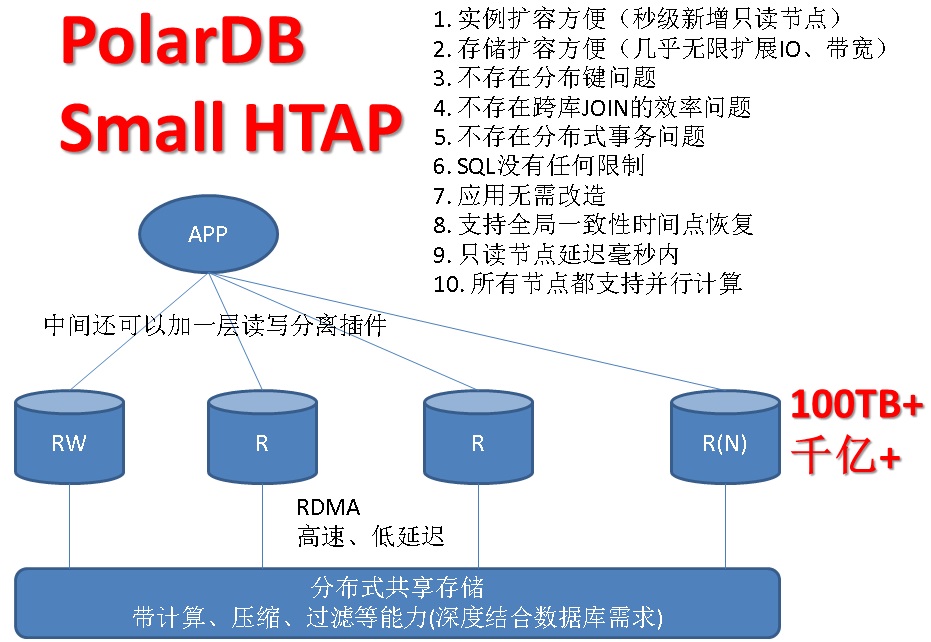 PolarDB
Small HTAP
1. 实例扩容方便（秒级新增只读节点）
2. 存储扩容方便（几乎无限扩展IO、带宽）
3. 不存在分布键问题
4. 不存在跨库JOIN的效率问题
5. 不存在分布式事务问题
6. SQL没有任何限制
7. 应用无需改造
8. 支持全局一致性时间点恢复
9. 只读节点延迟毫秒内
10. 所有节点都支持并行计算
APP
中间还可以加一层读写分离插件
RW
R
R
R(N)
100TB+
千亿+
RDMA
高速、低延迟
分布式共享存储
带计算、压缩、过滤等能力(深度结合数据库需求)